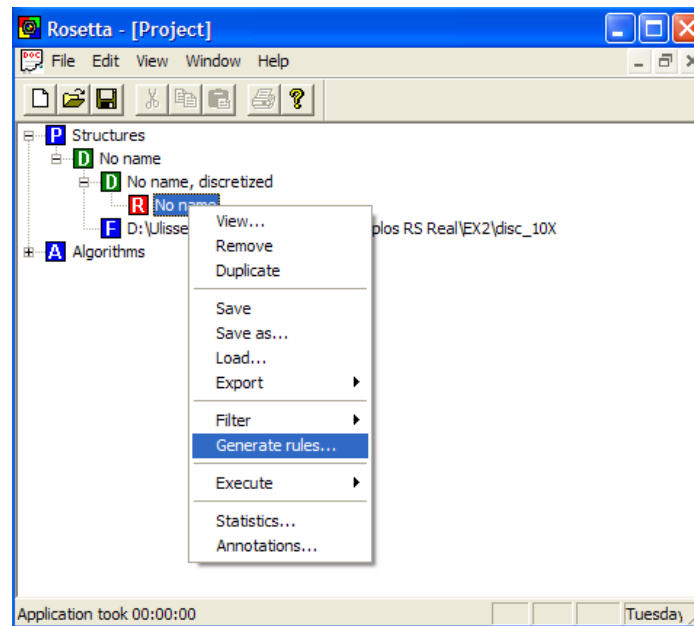 Rosetta - [Project]
DOC
File Edit View Window Help
P Structures
D No name
D No name, discretized
R No name
F D:\Ulisse plos RS Real\EX2\disc_10X
A Algorithms
View...
Remove
Duplicate
Save
Save as...
Load...
Export
Filter
Generate rules...
Execute
Statistics...
Annotations...
Application took 00:00:00 Tuesday